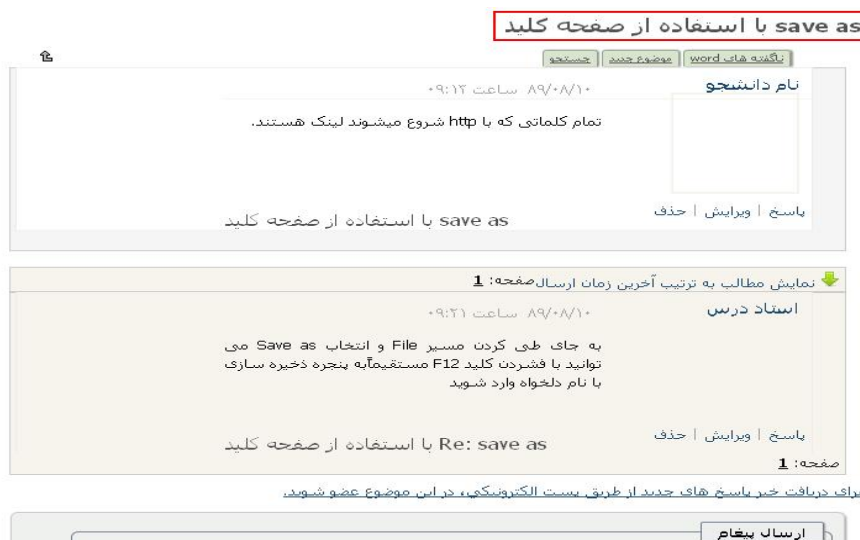 save as با استفاده از صفحه کلید
ناگفته های word
موضوع جدید
جستجو
نام دانشجو
۸۹/۰۸/۱۰ ساعت ۰۹:۱۳
تمام کلماتی که با http شروع میشوند لینک هستند.
پاسخ | ویرایش | حذف
save as با استفاده از صفحه کلید
نمایش مطالب به ترتیب آخرین زمان ارسال صفحه: 1
استاد درس
۸۹/۰۸/۱۰ ساعت ۰۹:۲۱
به جای طی کردن مسیر File و انتخاب Save as می
توانید با فشردن کلید F12 مستقیماًبه پنجره ذخیره سازی
با نام دلخواه وارد شوید
پاسخ | ویرایش | حذف
Re: save as با استفاده از صفحه کلید
صفحه: 1
برای دریافت خبر پاسخ های جدید از طریق پست الکترونیکی، در این موضوع عضو شوید.
ارسال پیغام